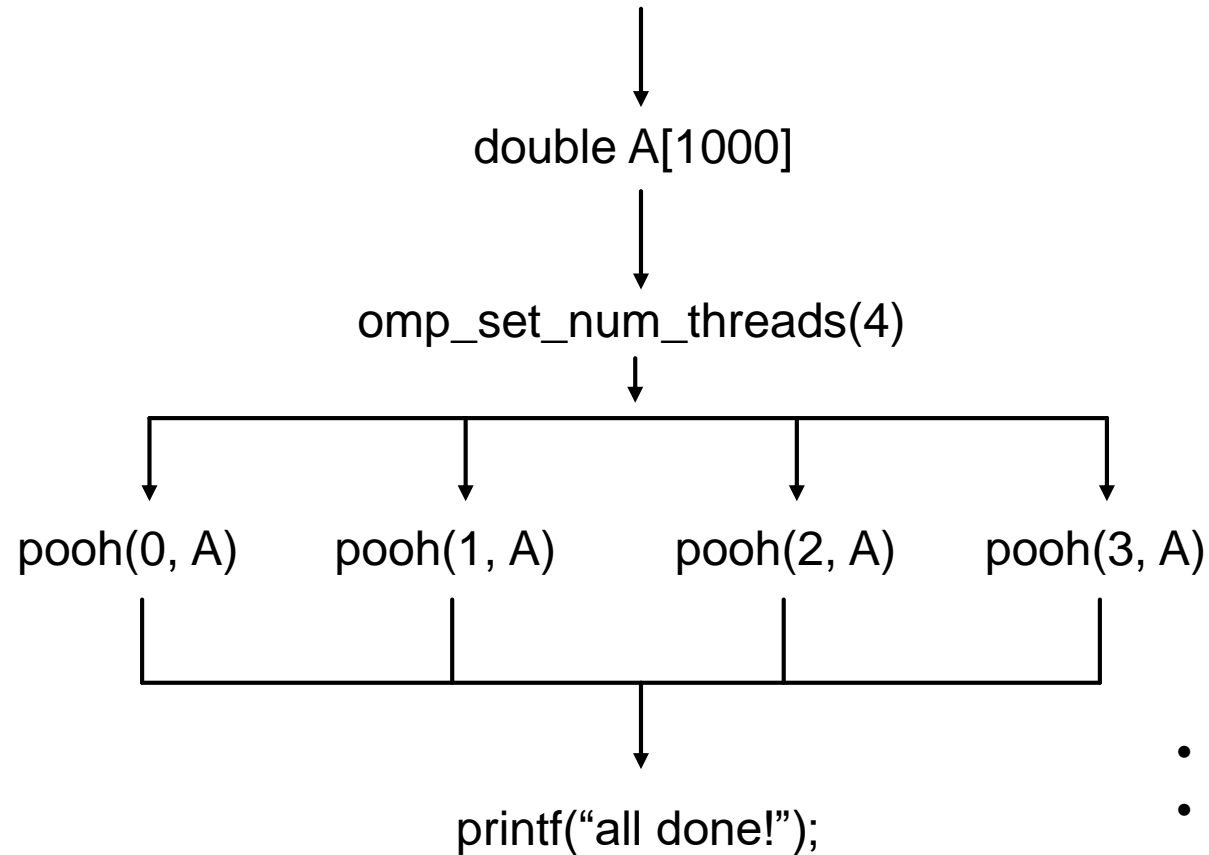 double A[1000]
omp_set_num_threads(4)
pooh(0, A) pooh(1, A) pooh(2, A) pooh(3, A)
•
•
printf(“all done!”);